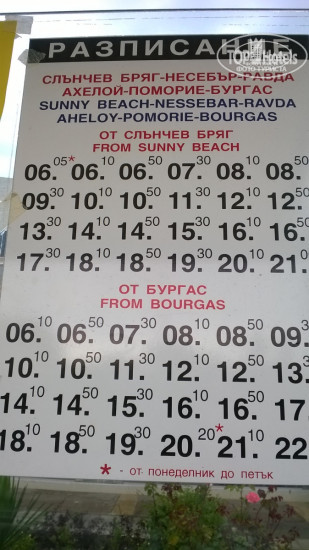 РАЗПИСАНИЕ
TopHotels
СЛЪНЧЕВ БРЯГ-НЕСЕБЪР-РАВДА
АХЕЛОЙ-ПОМОРИЕ-БУРГАС
SUNNY BEACH-NESSEBAR-RAVDA
AHELOY-POMORIE-BOURGAS
ОТ СЛЪНЧЕВ БРЯГ
FROM SUNNY BEACH
06.05* 06.10 06.50 07.30 08.10 08.50
09.30 10.10 10.50 11.30 12.10 12.50
13.30 14.10 14.50 15.30 16.10 16.50
17.30 18.10 18.50 19.30 20.10 21.0
ОТ БУРГАС
FROM BOURGAS
06.10 06.50 07.30 08.10 08.50 09.3
10.10 10.50 11.30 12.10 12.50 13.
14.10 14.50 15.30 16.10 16.50 17.
18.10 18.50 19.30 20.20* 21.10 22
* - от понеделник до петък